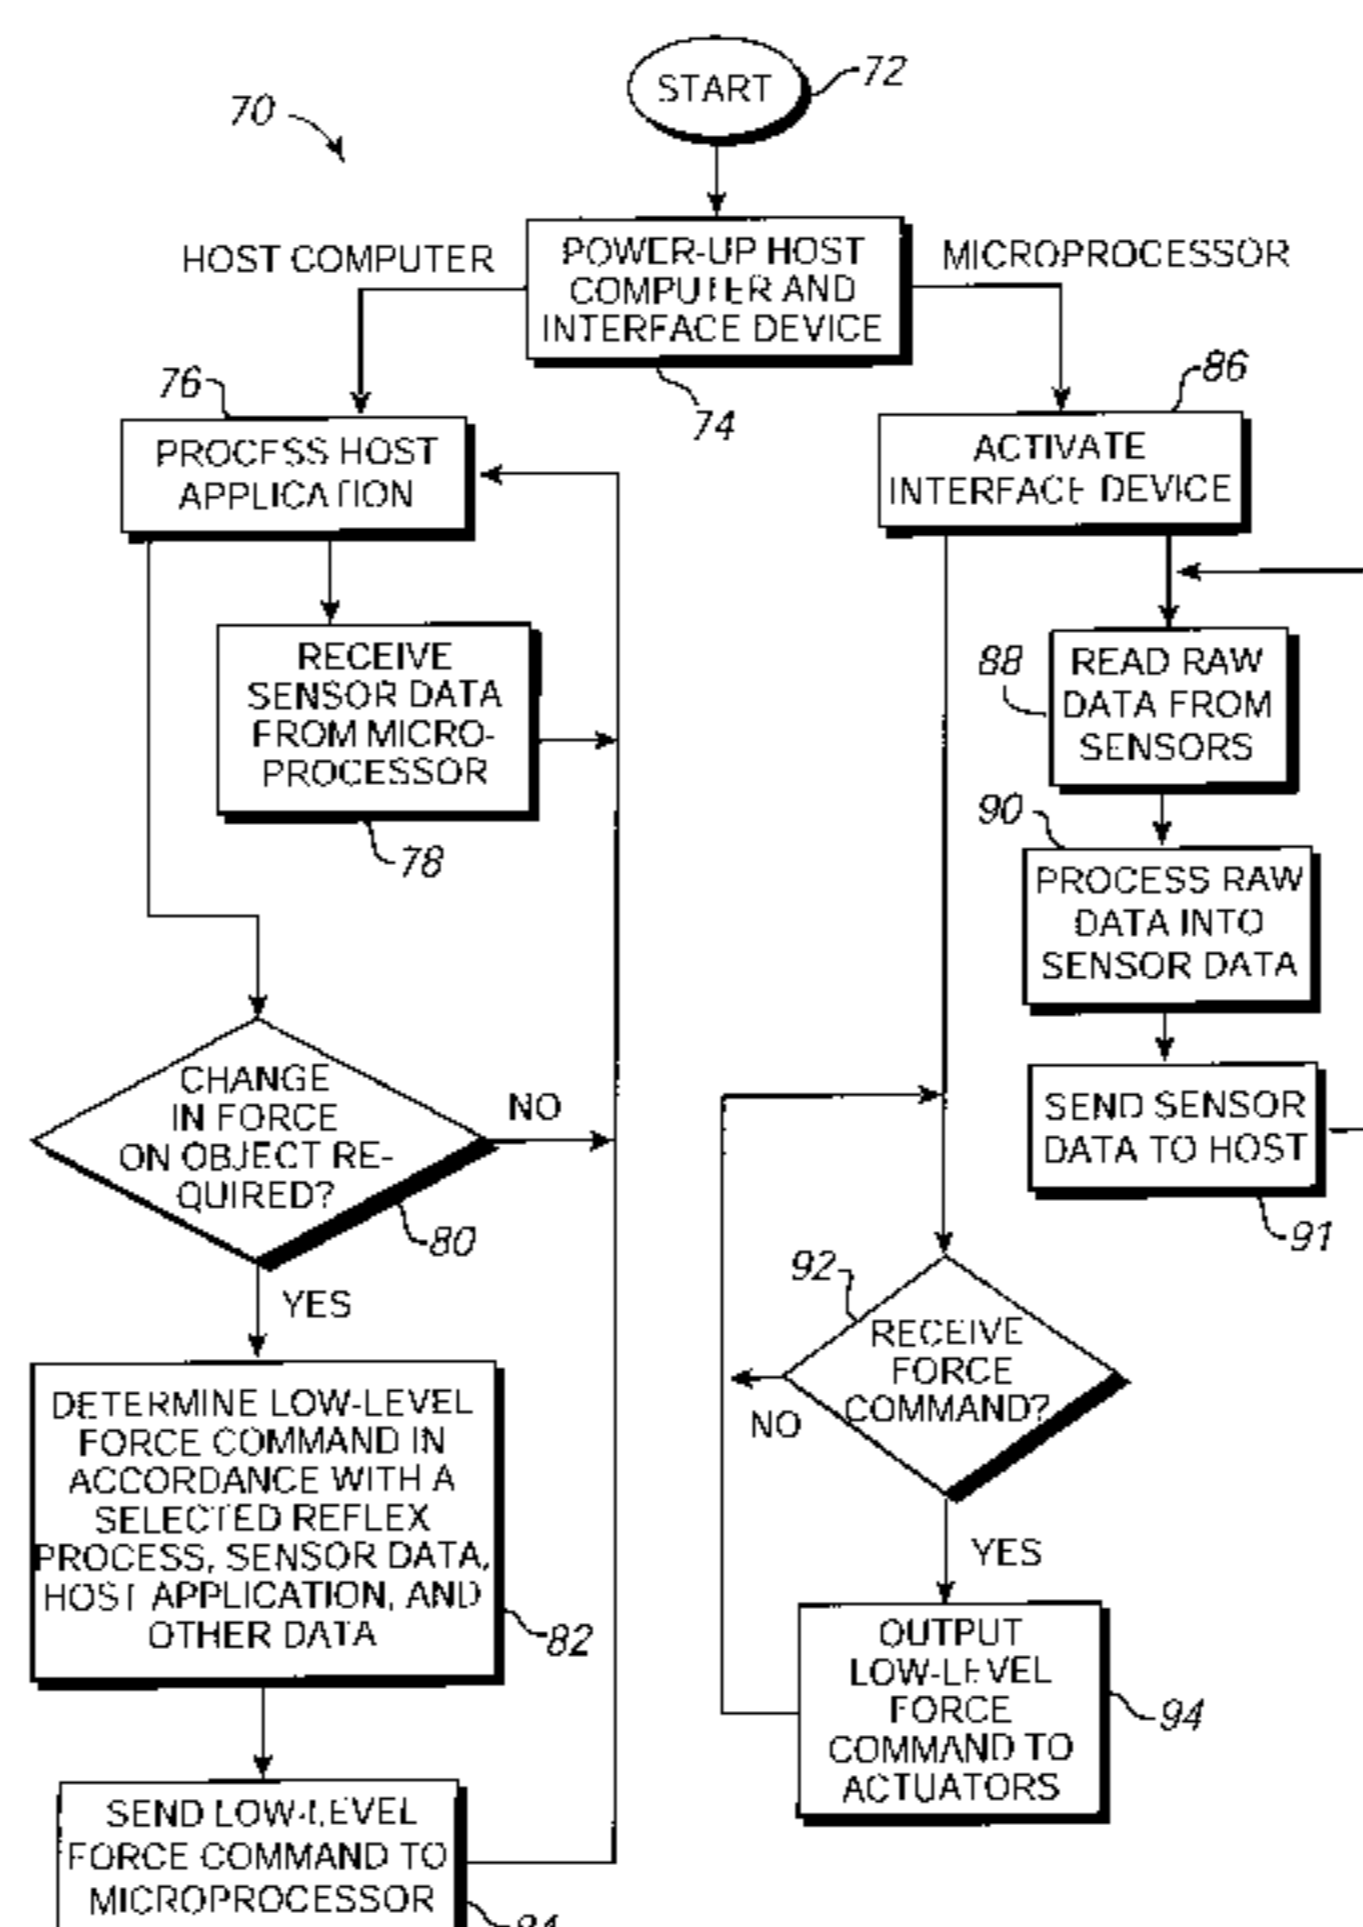 START
72
70
HOST COMPUTER
POWER-UP HOST
COMPUTER AND
INTERFACE DEVICE
MICROPROCESSOR
74
76
PROCESS HOST
APPLICATION
86
ACTIVATE
INTERFACE DEVICE
RECEIVE
SENSOR DATA
FROM MICRO-
PROCESSOR
78
88
READ RAW
DATA FROM
SENSORS
90
PROCESS RAW
DATA INTO
SENSOR DATA
SEND SENSOR
DATA TO HOST
91
CHANGE
IN FORCE
ON OBJECT RE-
QUIRED?
NO
80
YES
92
RECEIVE
FORCE
COMMAND?
NO
YES
DETERMINE LOW-LEVEL
FORCE COMMAND IN
ACCORDANCE WITH A
SELECTED REFLEX
PROCESS, SENSOR DATA,
HOST APPLICATION, AND
OTHER DATA
82
OUTPUT
LOW-LEVEL
FORCE
COMMAND TO
ACTUATORS
94
SEND LOW-LEVEL
FORCE COMMAND TO
MICROPROCESSOR
84